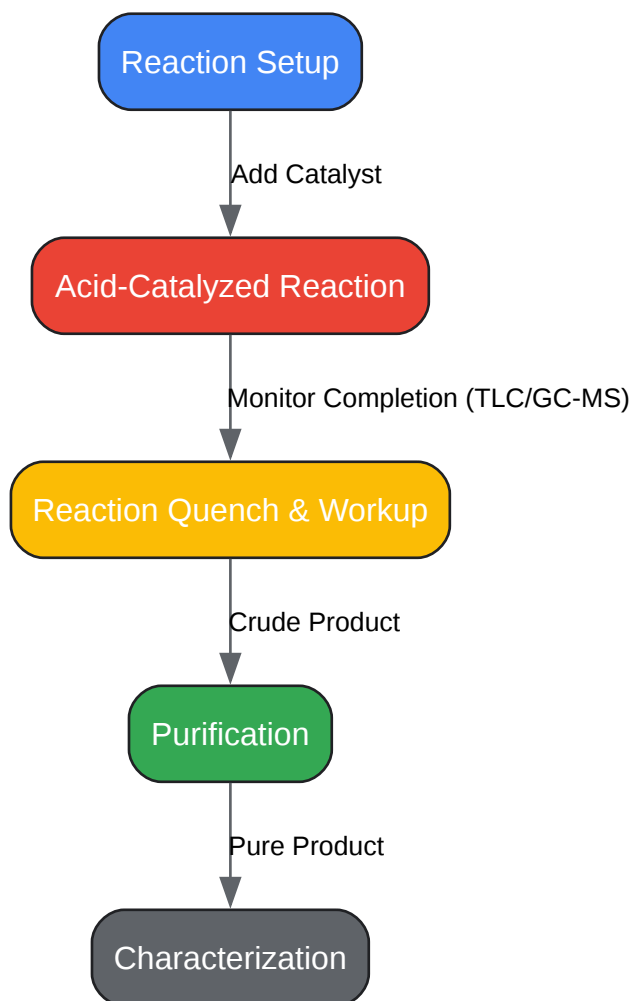 Reaction Setup
Add Catalyst
Acid-Catalyzed Reaction
Monitor Completion (TLC/GC-MS)
Reaction Quench & Workup
Crude Product
Purification
Pure Product
Characterization